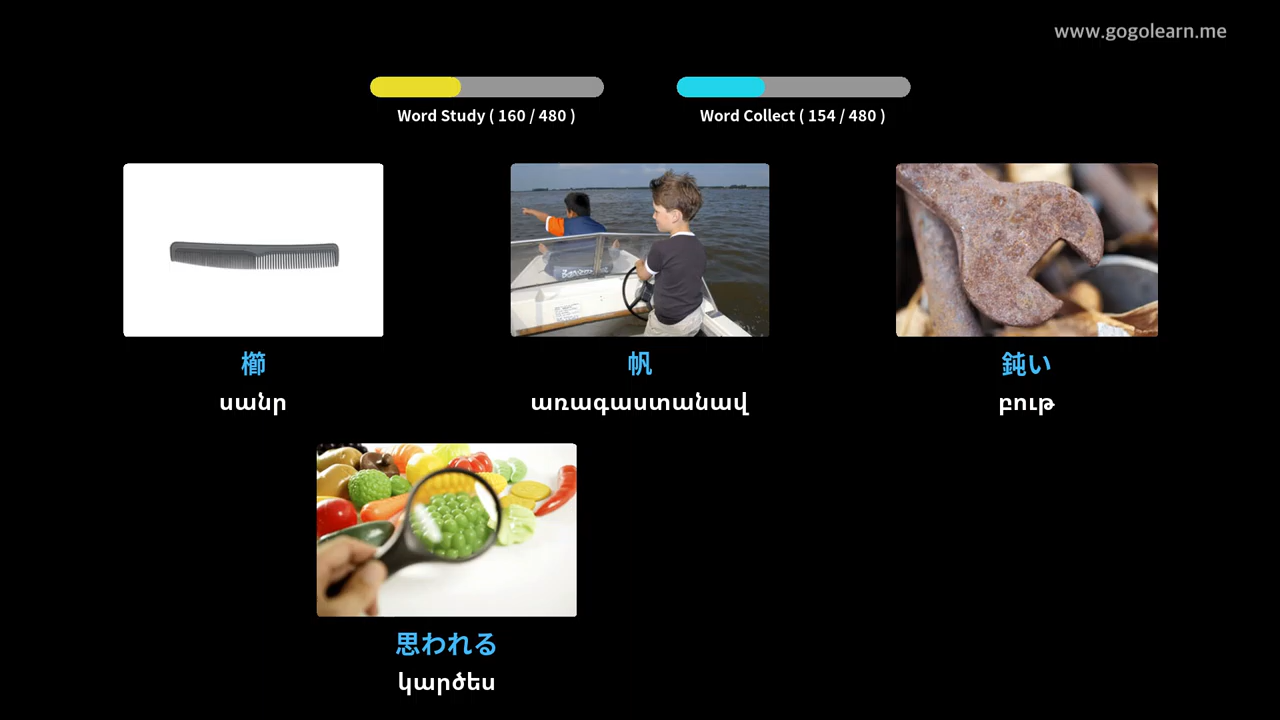 www.gogolearn.me
Word Study ( 160 / 480 )
Word Collect ( 154 / 480 )
櫛
սանր
帆
առագաստանավ
鈍い
բութ
思われる
կարծես